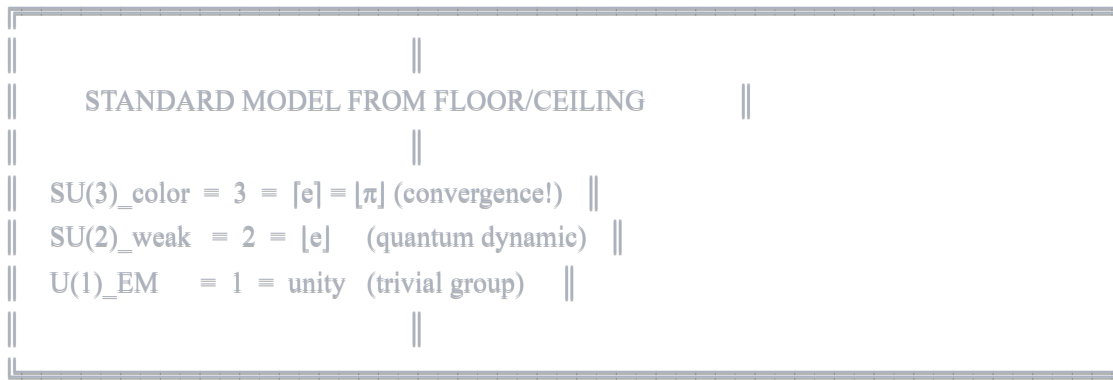 STANDARD MODEL FROM FLOOR/CEILING
SU(3)_color = 3 = ⌈e⌉ = ⌊π⌋ (convergence!)
SU(2)_weak = 2 = ⌊e⌋ (quantum dynamic)
U(1)_EM = 1 = unity (trivial group)